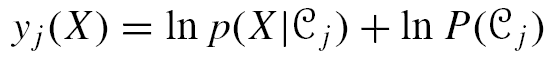 y_j(X) = ln p(X|𝒞_j) + ln P(𝒞_j)